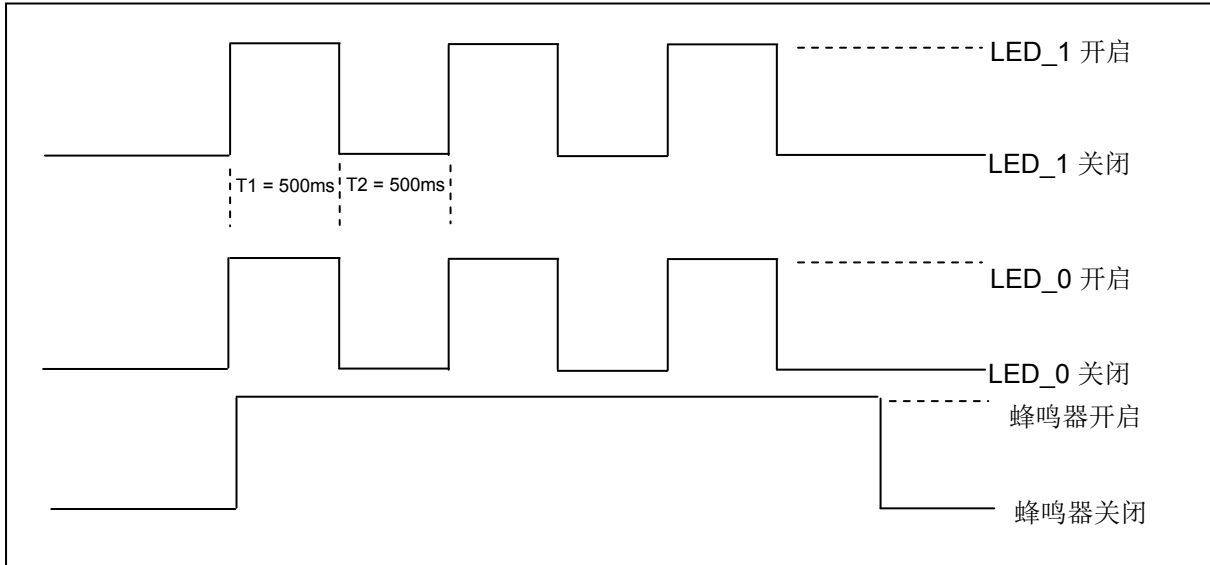 LED_1 开启
LED_1 关闭
T1 = 500ms T2 = 500ms
LED_0 开启
LED_0 关闭
蜂鸣器开启
蜂鸣器关闭